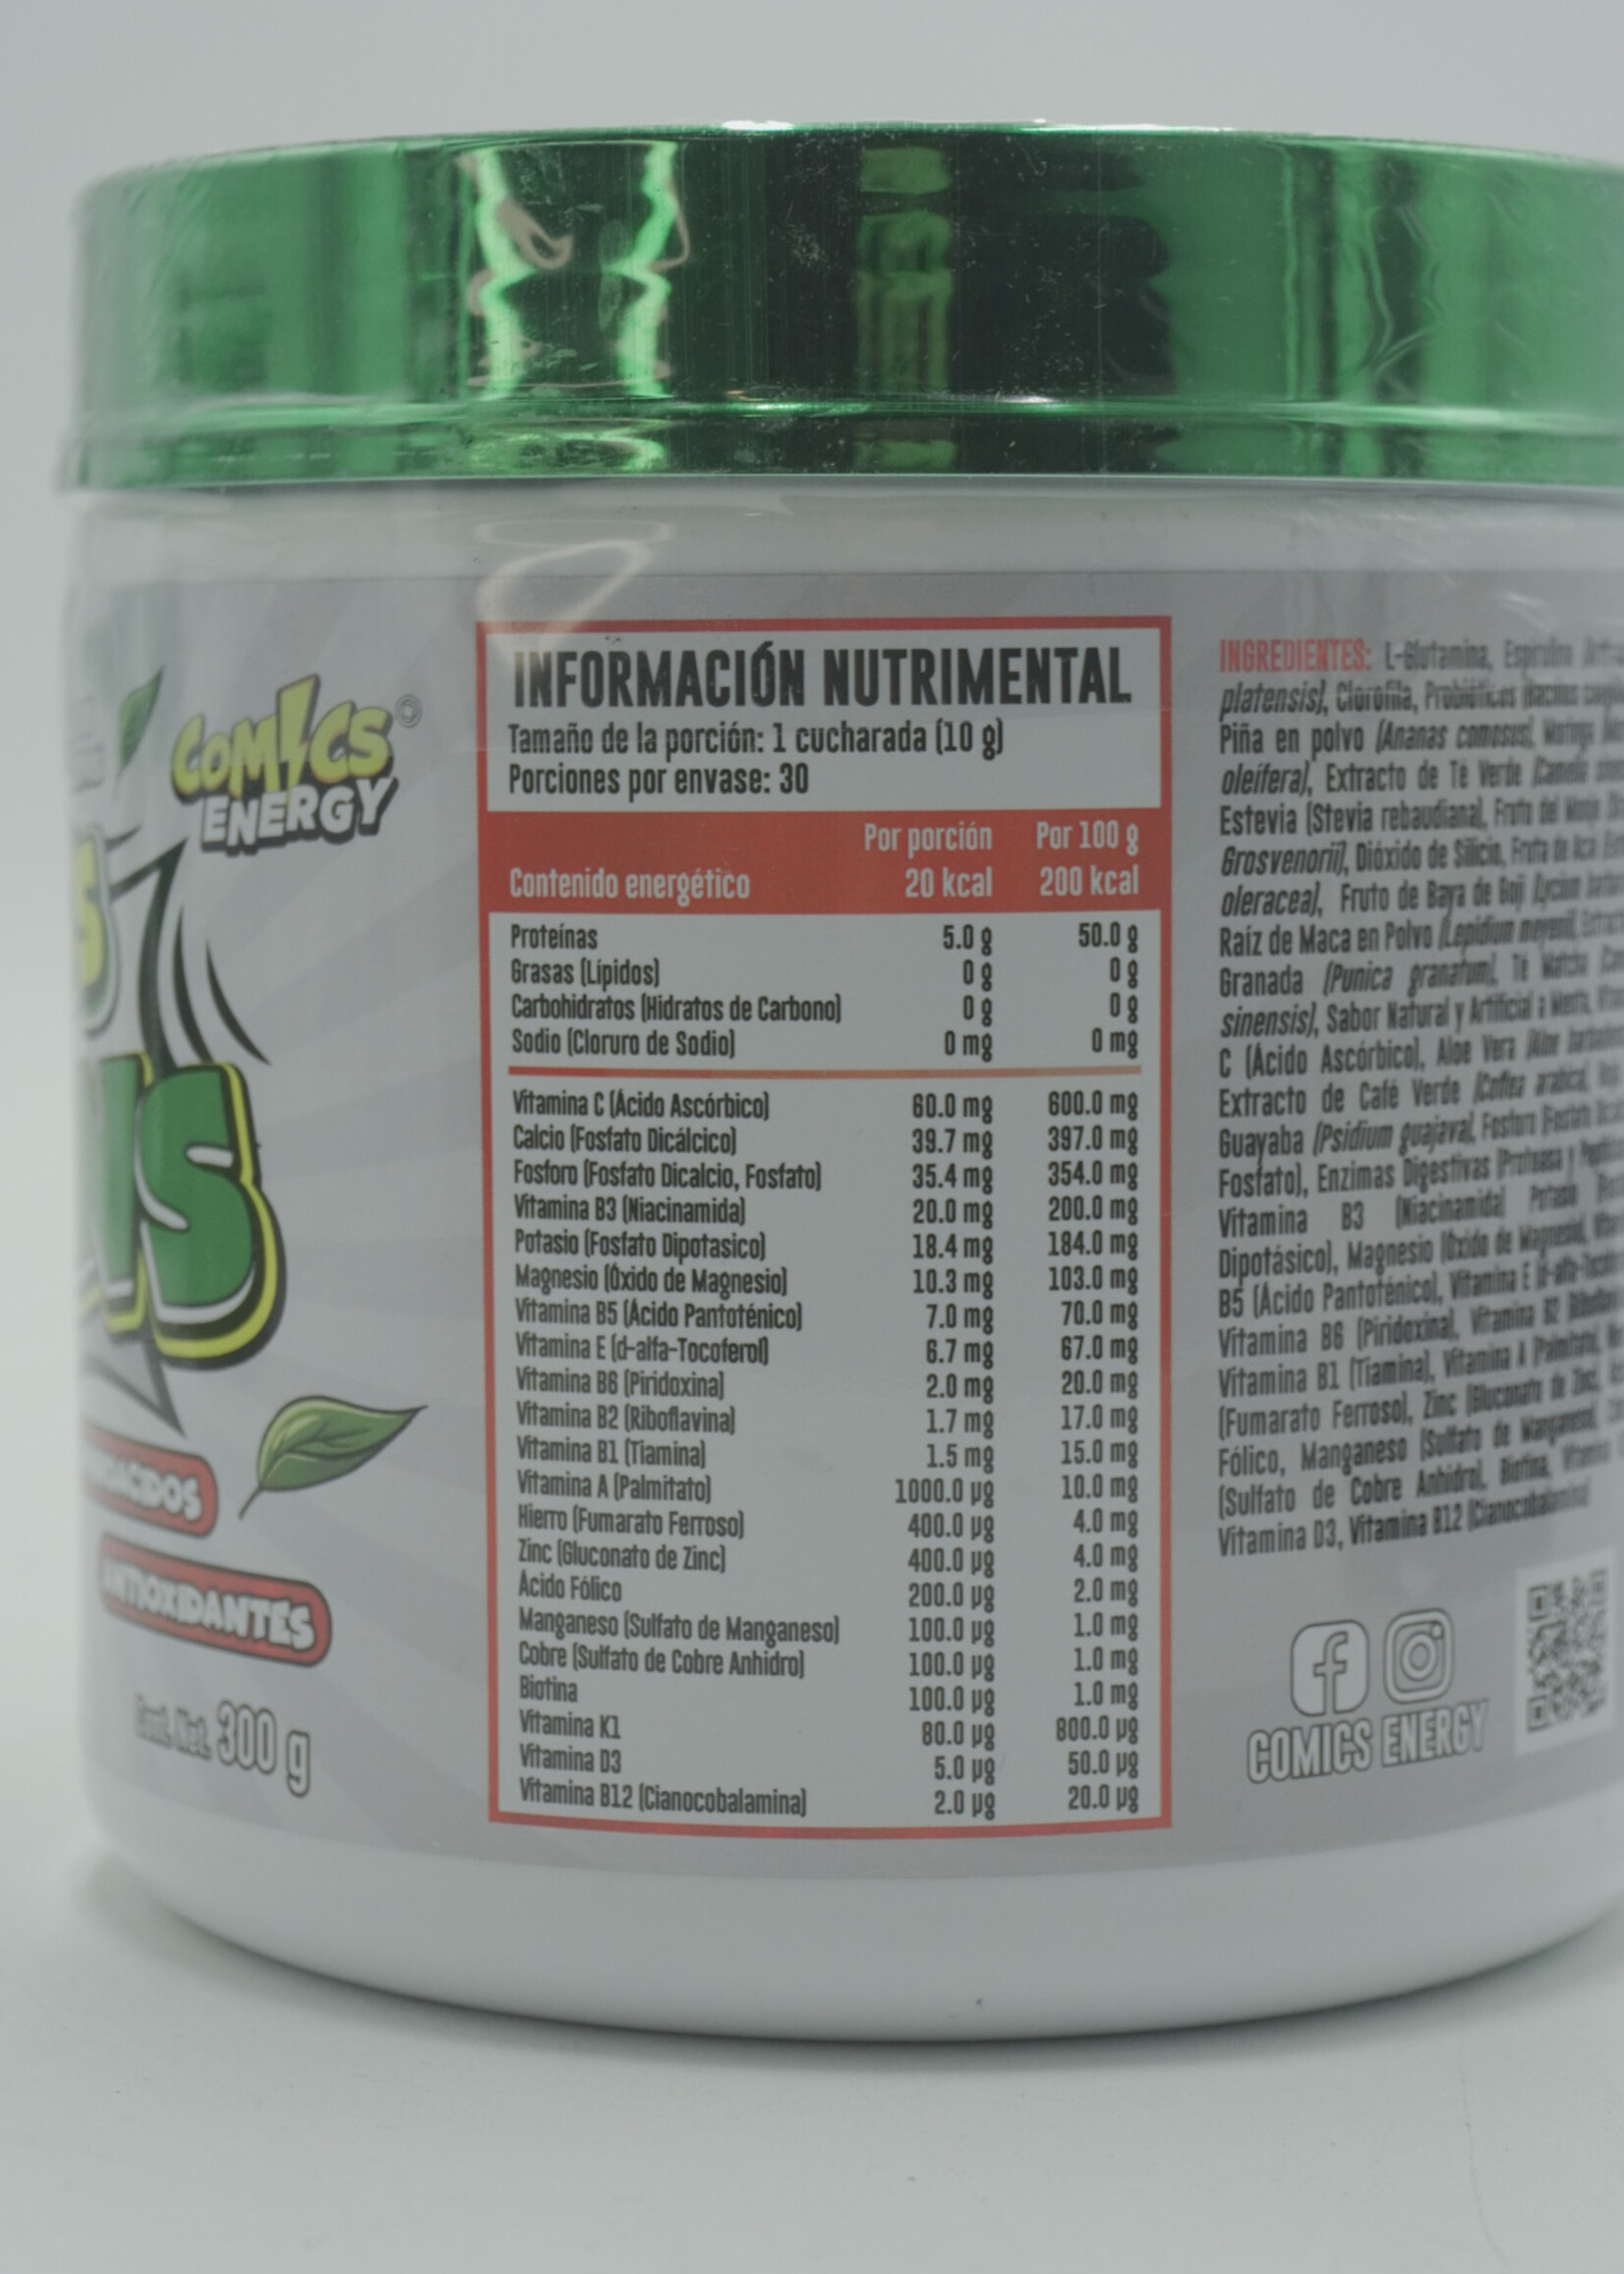 COMICS
ENERGY
S
NS
ANTIOXIDANTES
Cont. Net. 300 g
INFORMACIÓN NUTRIMENTAL
Tamaño de la porción: 1 cucharada (10 g)
Porciones por envase: 30
Por porción Por 100 g
Contenido energético 20 kcal 200 kcal
Proteínas 5.0 g 50.0 g
Grasas (Lípidos) 0 g 0 g
Carbohidratos (Hidratos de Carbono) 0 g 0 g
Sodio (Cloruro de Sodio) 0 mg 0 mg
Vitamina C (Ácido Ascórbico) 60.0 mg 600.0 mg
Calcio (Fosfato Dicálcico) 39.7 mg 397.0 mg
Fosforo (Fosfato Dicalcio, Fosfato) 35.4 mg 354.0 mg
Vitamina B3 (Niacinamida) 20.0 mg 200.0 mg
Potasio (Fosfato Dipotasico) 18.4 mg 184.0 mg
Magnesio (Óxido de Magnesio) 10.3 mg 103.0 mg
Vitamina B5 (Ácido Pantoténico) 7.0 mg 70.0 mg
Vitamina E (d-alfa-Tocoferol) 6.7 mg 67.0 mg
Vitamina B6 (Piridoxina) 2.0 mg 20.0 mg
Vitamina B2 (Riboflavina) 1.7 mg 17.0 mg
Vitamina B1 (Tiamina) 1.5 mg 15.0 mg
Vitamina A (Palmitato) 1000.0 µg 10.0 mg
Hierro (Fumarato Ferroso) 400.0 µg 4.0 mg
Zinc (Gluconato de Zinc) 400.0 µg 4.0 mg
Ácido Fólico 200.0 µg 2.0 mg
Manganeso (Sulfato de Manganeso) 100.0 µg 1.0 mg
Cobre (Sulfato de Cobre Anhidro) 100.0 µg 1.0 mg
Biotina 100.0 µg 1.0 mg
Vitamina K1 80.0 µg 800.0 µg
Vitamina D3 5.0 µg 50.0 µg
Vitamina B12 (Cianocobalamina) 2.0 µg 20.0 µg
INGREDIENTES: L-Glutamina, Espirulina
platensis), Clorofila, Probióticos
Piña en polvo (Ananas comosus), Moringa
oleífera), Extracto de Té Verde
Estevia (Stevia rebaudiana), Fruto del Monje
Grosvenorii), Dióxido de Silicio, Fruta de Acai
oleracea), Fruto de Baya de Goji (Lycium
Raíz de Maca en Polvo (Lepidium meyenii),
Granada (Punica granatum), Té Matcha
sinensis), Sabor Natural y Artificial a Menta,
C (Ácido Ascórbico), Aloe Vera (Aloe
Extracto de Café Verde (Coffea arabica),
Guayaba (Psidium guajava), Fosforo
Fosfato), Enzimas Digestivas (Proteasa y
Vitamina B3 (Niacinamida) Potasio
Dipotásico), Magnesio (Óxido de Magnesio),
B5 (Ácido Pantoténico), Vitamina E
Vitamina B6 (Piridoxina), Vitamina B2
Vitamina B1 (Tiamina), Vitamina A (Palmitato),
(Fumarato Ferroso), Zinc (Gluconato de Zinc),
Fólico, Manganeso (Sulfato de Manganeso),
(Sulfato de Cobre Anhidro), Biotina,
Vitamina D3, Vitamina B12 (Cianocobalamina)
COMICS ENERGY